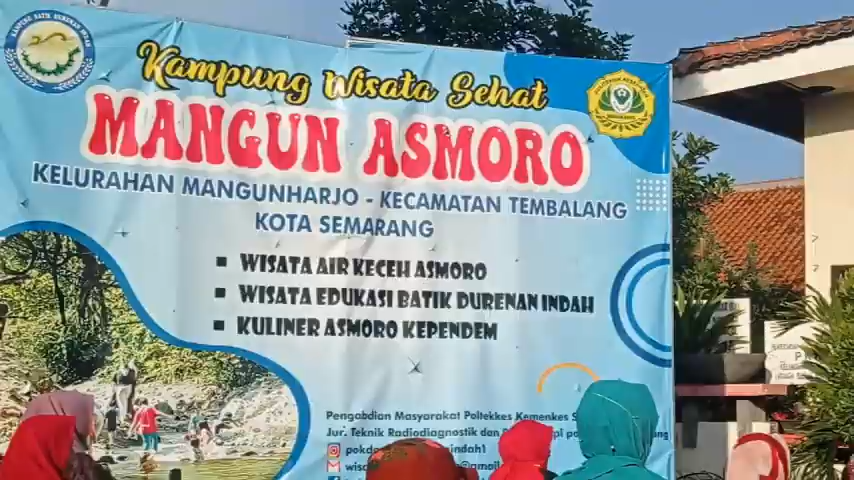 Kampung Wisata Sehat
MANGUN ASMORO
KELURAHAN MANGUNHARJO - KECAMATAN TEMBALANG
KOTA SEMARANG
WISATA AIR KECEH ASMORO
WISATA EDUKASI BATIK DURENAN INDAH
KULINER ASMORO KEPENDEM
Pengabdian Masyarakat Poltekkes Kemenkes
Jur. Teknik Radiodiagnostik dan